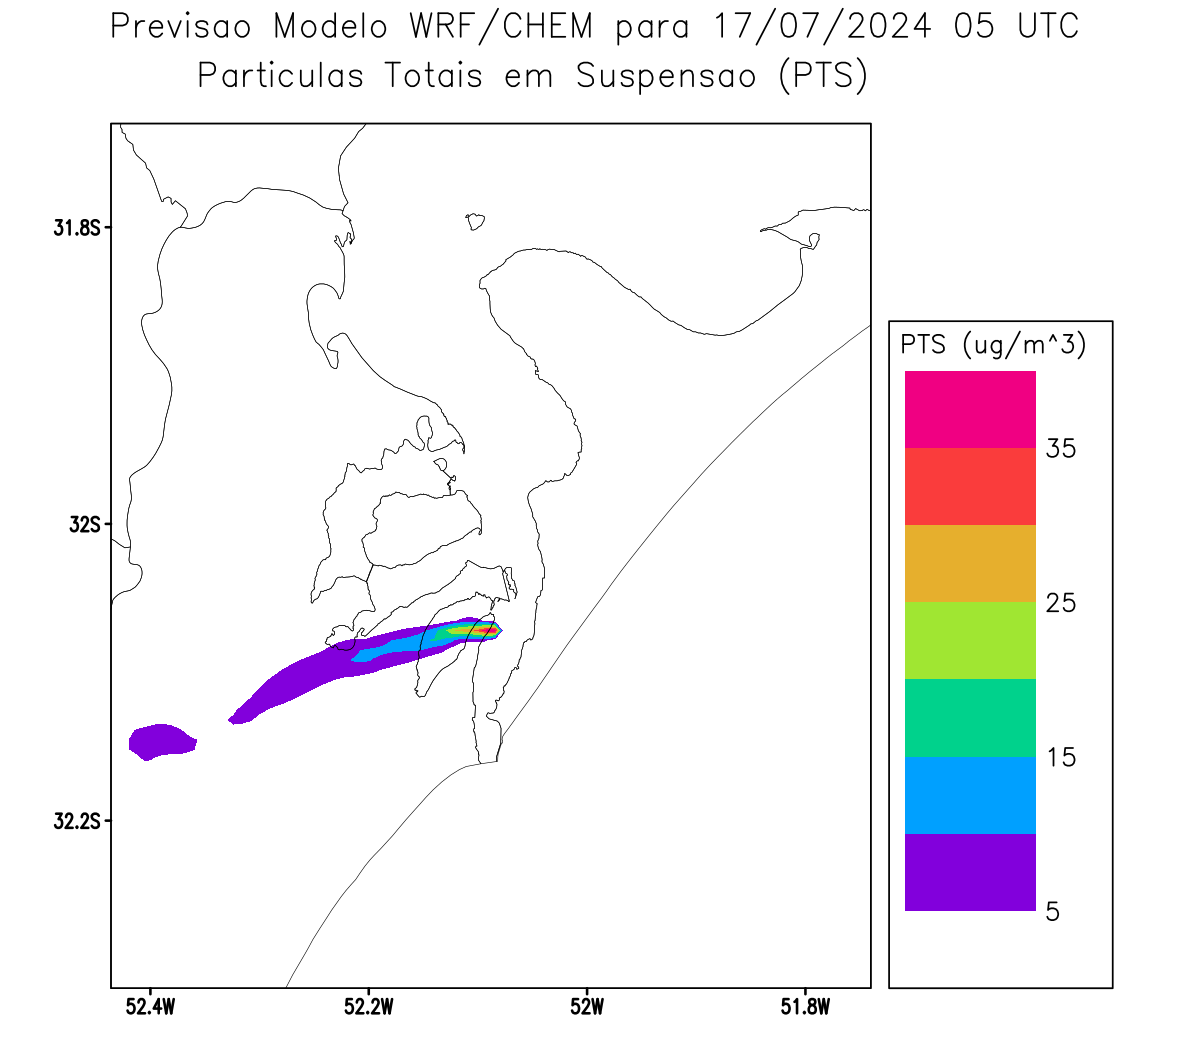 Previsao Modelo WRF/CHEM para 17/07/2024 05 UTC
Particulas Totais em Suspensao (PTS)
31.8S
32S
32.2S
52.4W
52.2W
52W
51.8W
PTS (ug/m^3)
35
25
15
5